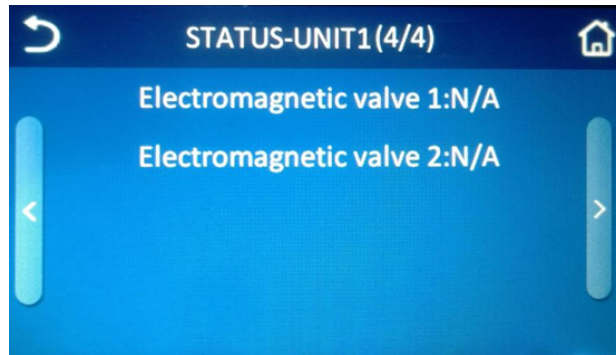 STATUS-UNIT1(4/4)
Electromagnetic valve 1:N/A
Electromagnetic valve 2:N/A